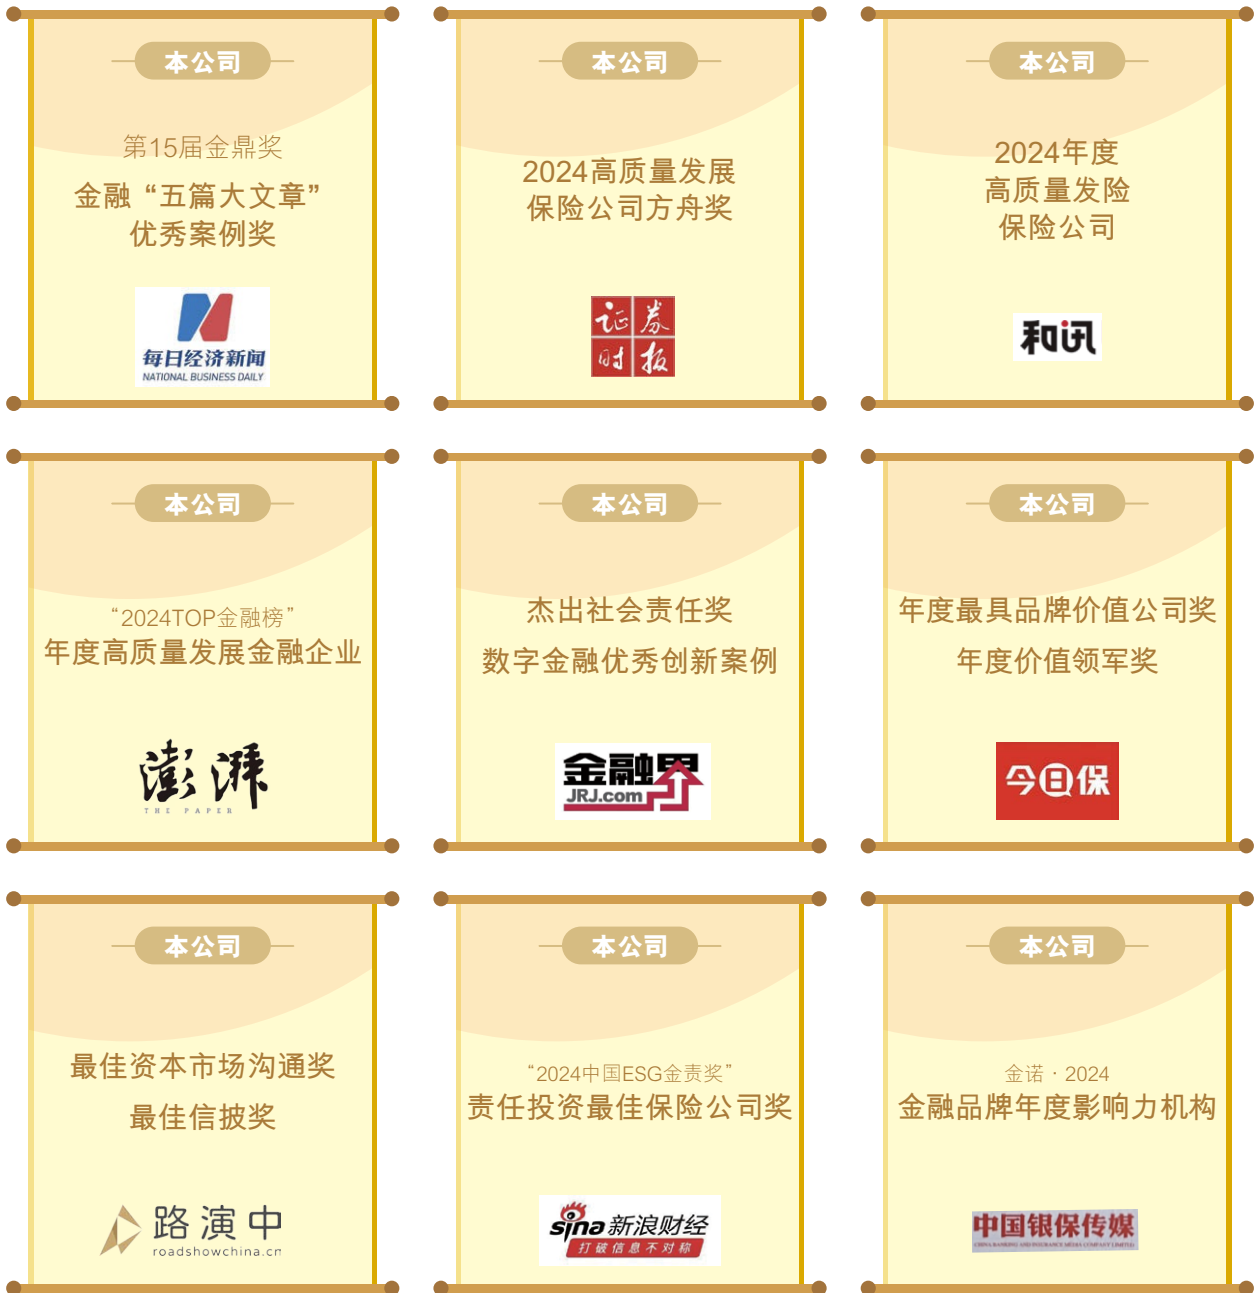 本公司
第15届金鼎奖
金融“五篇大文章”
优秀案例奖
每日经济新闻
NATIONAL BUSINESS DAILY
本公司
2024高质量发展
保险公司方舟奖
证券
时报
本公司
2024年度
高质量发险
保险公司
和讯
本公司
“2024TOP金融榜”
年度高质量发展金融企业
澎湃
THE PAPER
本公司
杰出社会责任奖
数字金融优秀创新案例
金融界
JRJ.com
本公司
年度最具品牌价值公司奖
年度价值领军奖
今日保
本公司
最佳资本市场沟通奖
最佳信披奖
路演中
roadshowchina.cn
本公司
“2024中国ESG金责奖”
责任投资最佳保险公司奖
sina新浪财经
打破信息不对称
本公司
金诺·2024
金融品牌年度影响力机构
中国银保传媒
CHINA BANKING AND INSURANCE MEDIA COMPANY LIMITED